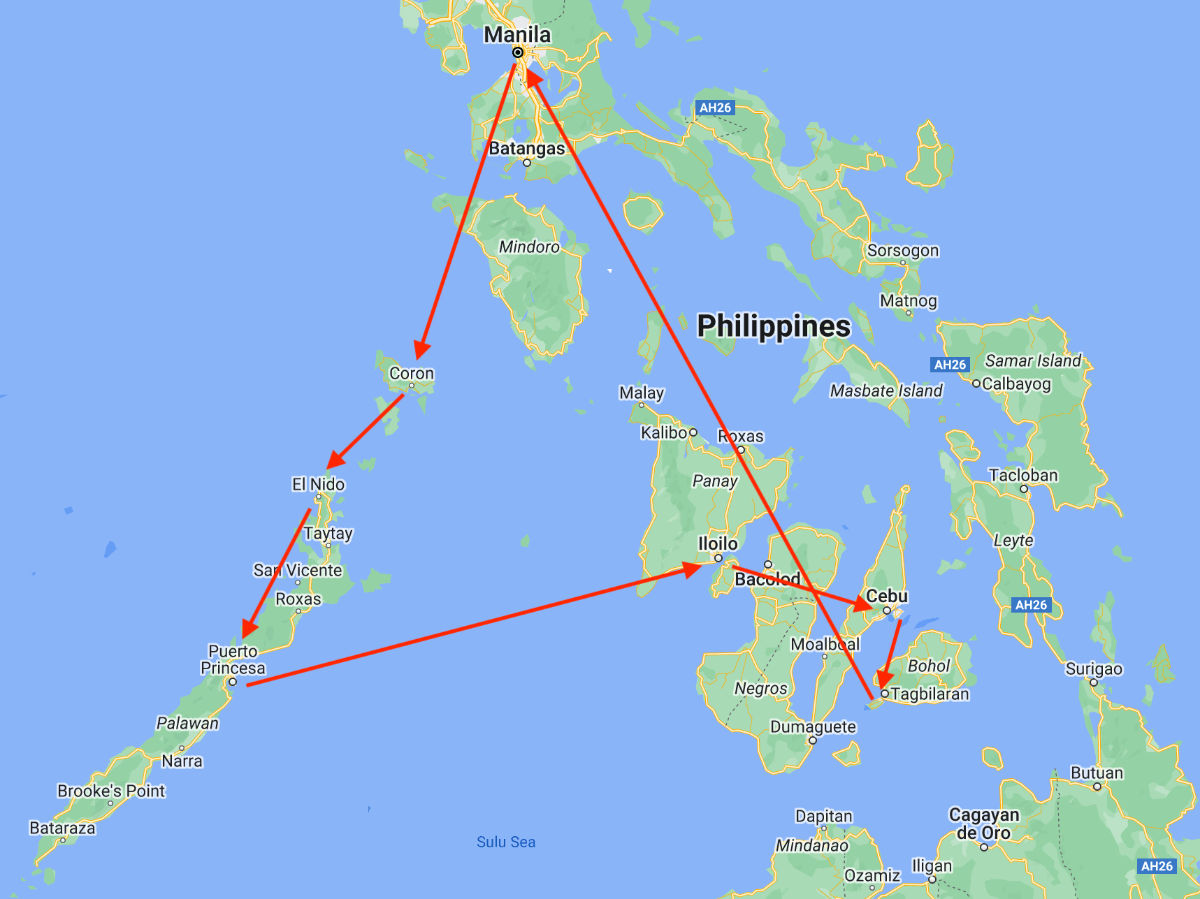 Manila
AH26
Batangas
Mindoro
Sorsogon
Matnog
Philippines
Samar Island
AH26
Calbayog
Coron
Malay
Masbate Island
Kalibo
Roxas
Panay
Tacloban
El Nido
Taytay
Iloilo
Leyte
San Vicente
Bacolod
Cebu
Roxas
AH26
Moalboal
Puerto
Princesa
Bohol
Surigao
Negros
Tagbilaran
Palawan
Dumaguete
Narra
Butuan
Brooke's Point
Dapitan
Cagayan
de Oro
Bataraza
Sulu Sea
Mindanao
Iligan
AH26
Ozamiz